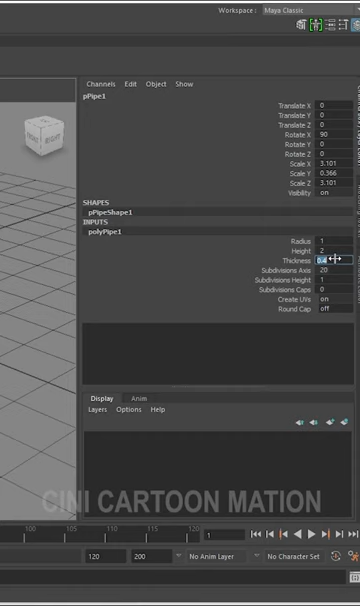 Workspace : Maya Classic
Channels Edit Object Show
pPipe1
Translate X 0
Translate Y 0
Translate Z 0
Rotate X 90
Rotate Y 0
Rotate Z 0
Scale X 3.101
Scale Y 0.366
Scale Z 3.101
Visibility on
SHAPES
pPipeShape1
INPUTS
polyPipe1
Radius 1
Height 2
Thickness 0.4
Subdivisions Axis 20
Subdivisions Height 1
Subdivisions Caps 0
Create UVs on
Round Cap off
Display Anim
Layers Options Help
CINI CARTOON MATION
100 105 110 115 120 1
120 200 No Anim Layer No Character Set